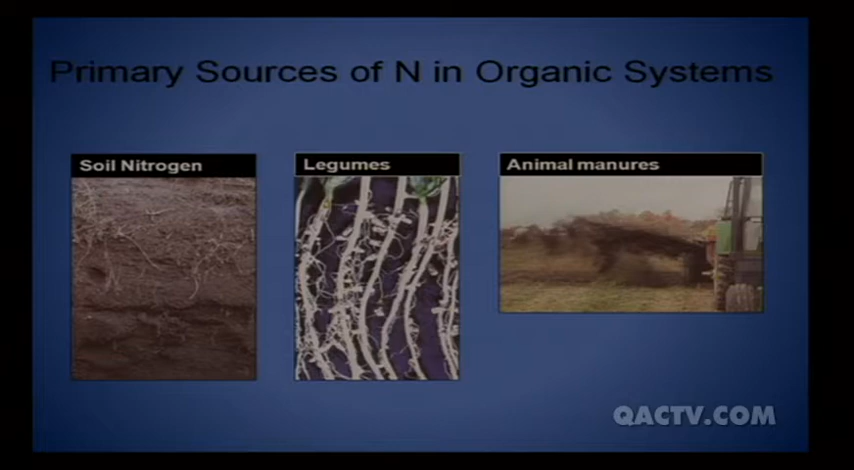 Primary Sources of N in Organic Systems
Soil Nitrogen
Legumes
Animal manures
QACTV.COM